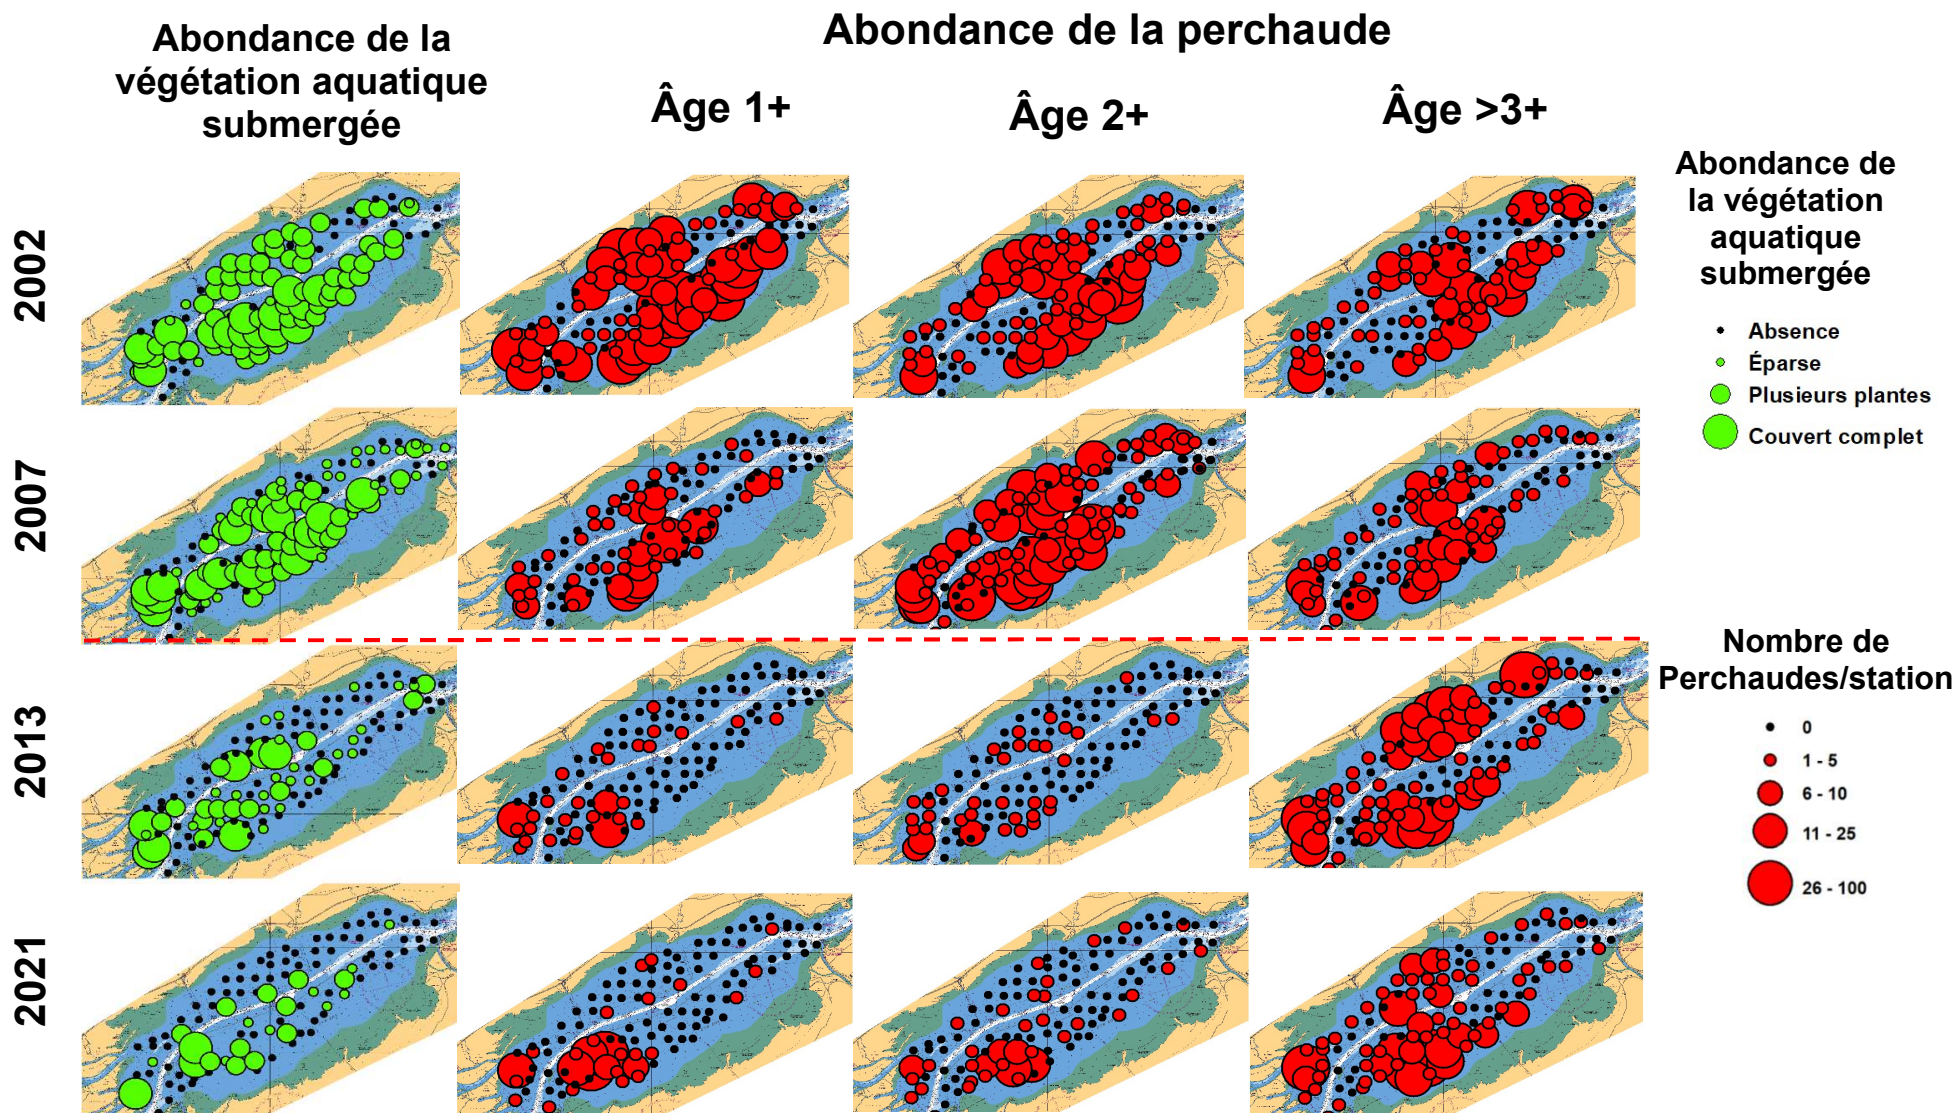 Abondance de la
végétation aquatique
submergée
Abondance de la perchaude
Âge 1+
Âge 2+
Âge >3+
2002
2007
2013
2021
Abondance de
la végétation
aquatique
submergée
Absence
Éparse
Plusieurs plantes
Couvert complet
Nombre de
Perchaudes/station
0
1 - 5
6 - 10
11 - 25
26 - 100